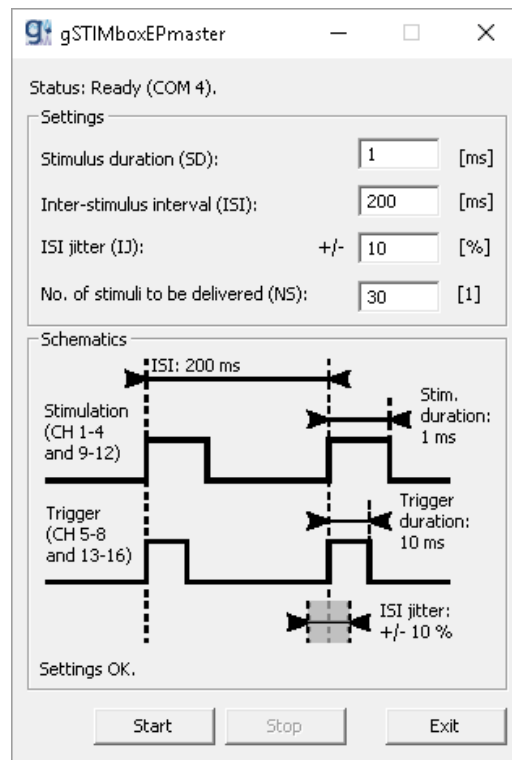 gSTIMboxEPmaster
Status: Ready (COM 4).
Settings
Stimulus duration (SD): 1 [ms]
Inter-stimulus interval (ISI): 200 [ms]
ISI jitter (IJ): +/- 10 [%]
No. of stimuli to be delivered (NS): 30 [1]
Schematics
ISI: 200 ms
Stimulation
(CH 1-4
and 9-12)
Stim.
duration:
1 ms
Trigger
(CH 5-8
and 13-16)
Trigger
duration:
10 ms
ISI jitter:
+/- 10 %
Settings OK.
Start Stop Exit